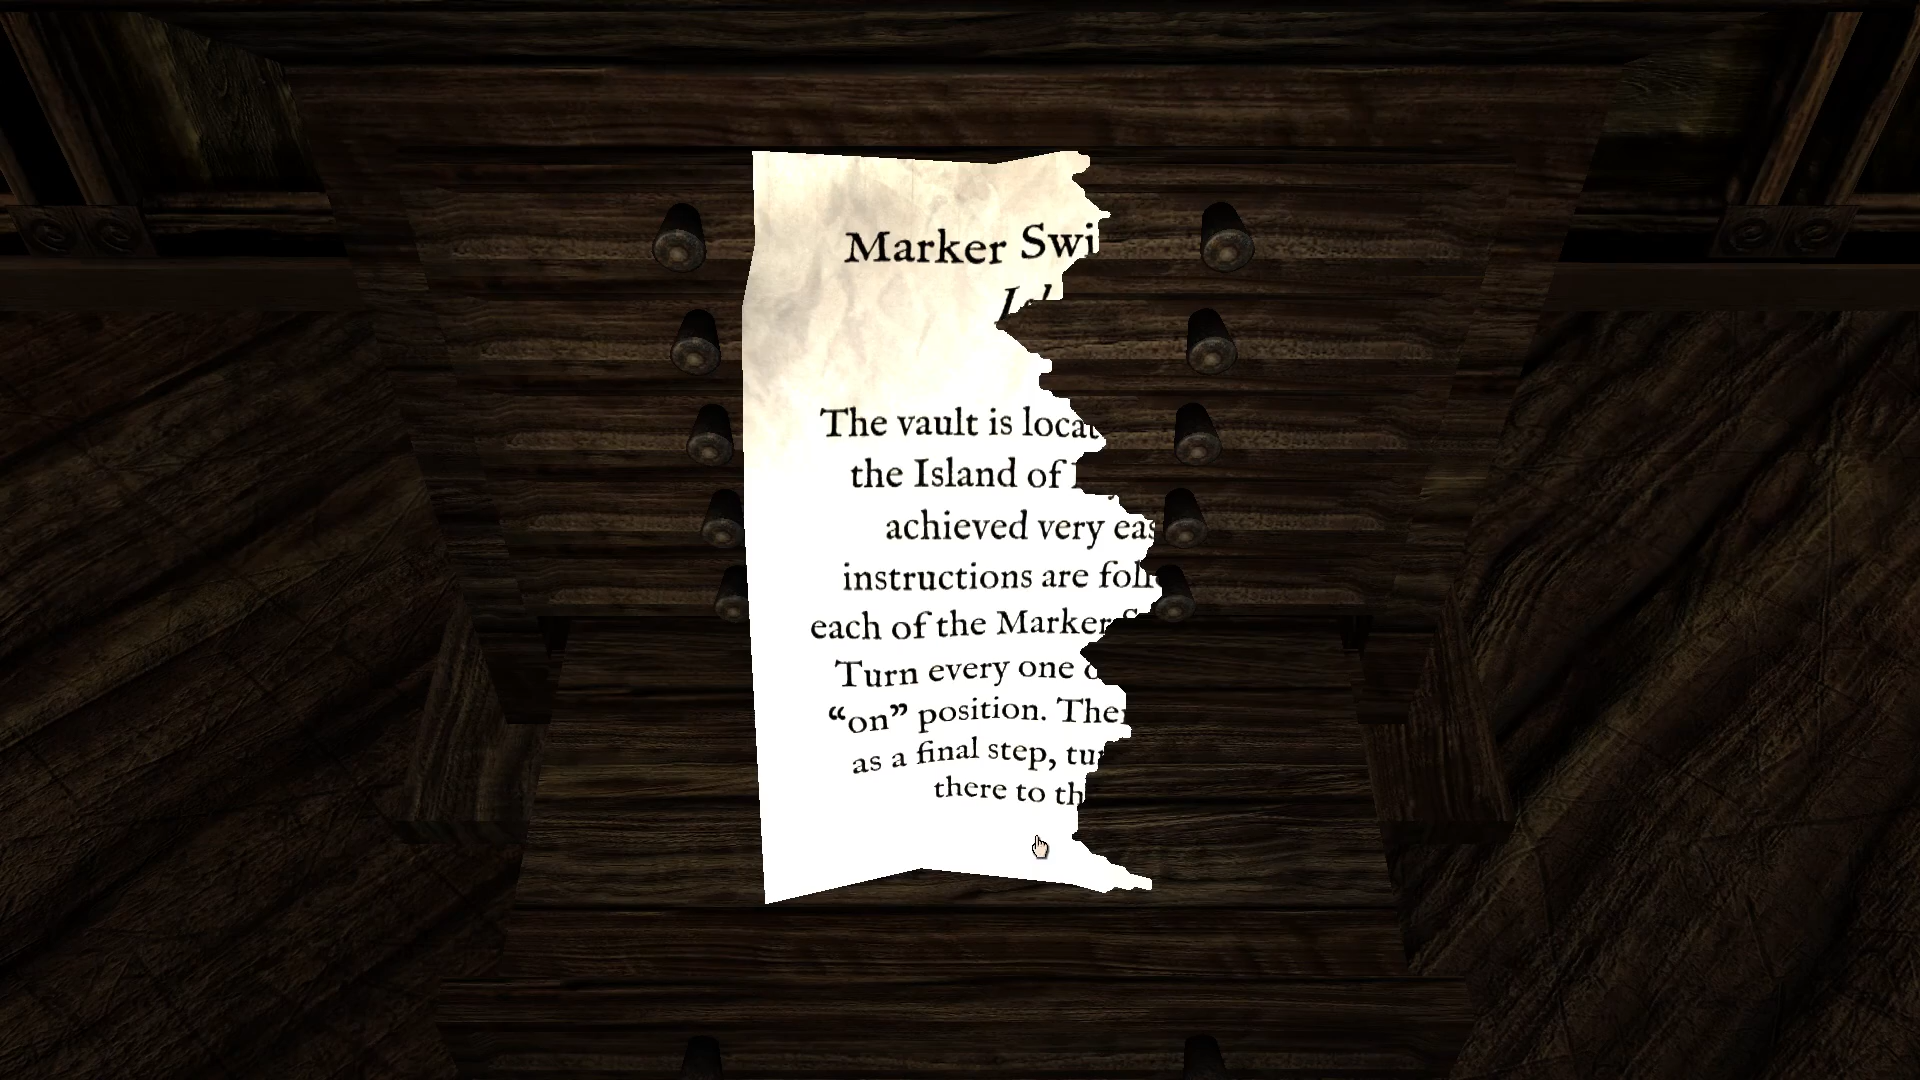 Marker Swi
The vault is locat
the Island of
achieved very eas
instructions are foll
each of the Marker
Turn every one
“on” position. The
as a final step, tu
there to th